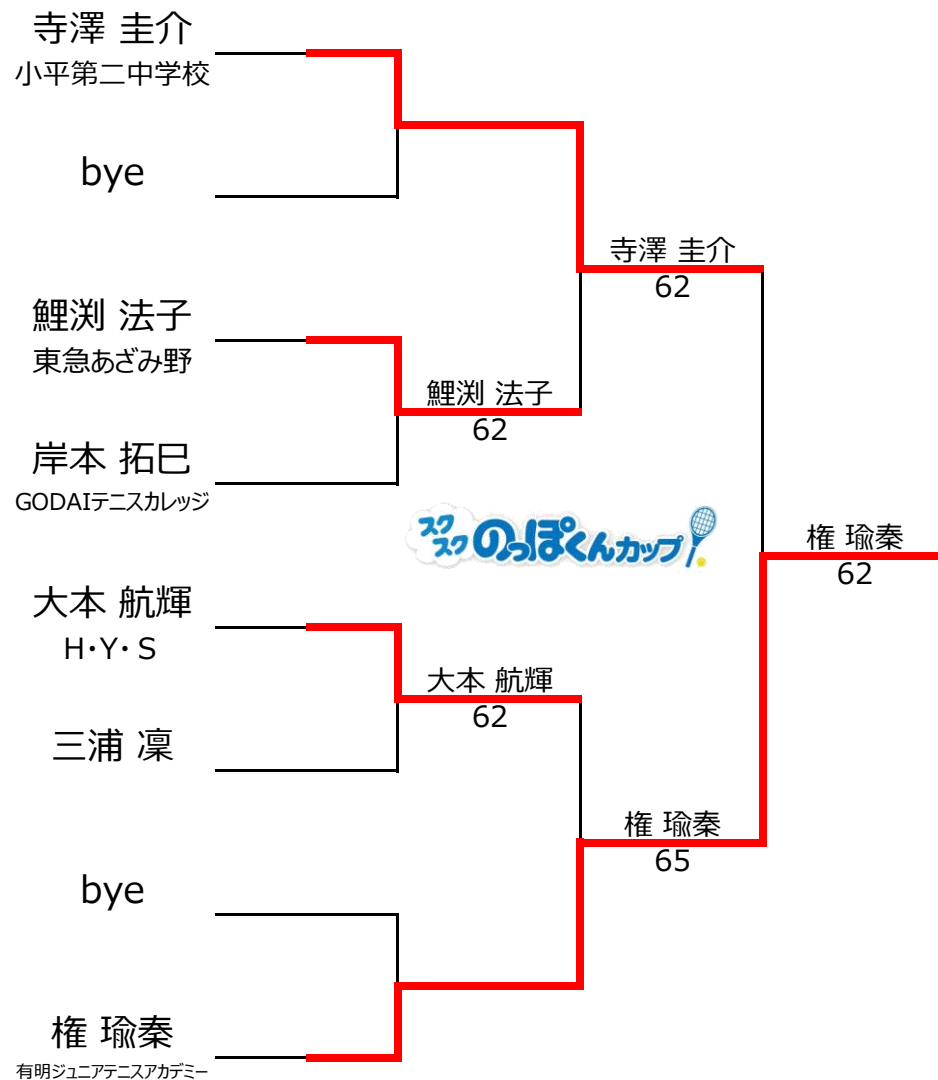 寺澤 圭介
小平第二中学校
bye
寺澤 圭介
62
鯉渕 法子
東急あざみ野
鯉渕 法子
62
岸本 拓巳
GODAIテニスカレッジ
スクスクのっぽくんカップ!
権 瑜秦
62
大本 航輝
H・Y・S
大本 航輝
62
三浦 凜
権 瑜秦
65
bye
権 瑜秦
有明ジュニアテニスアカデミー